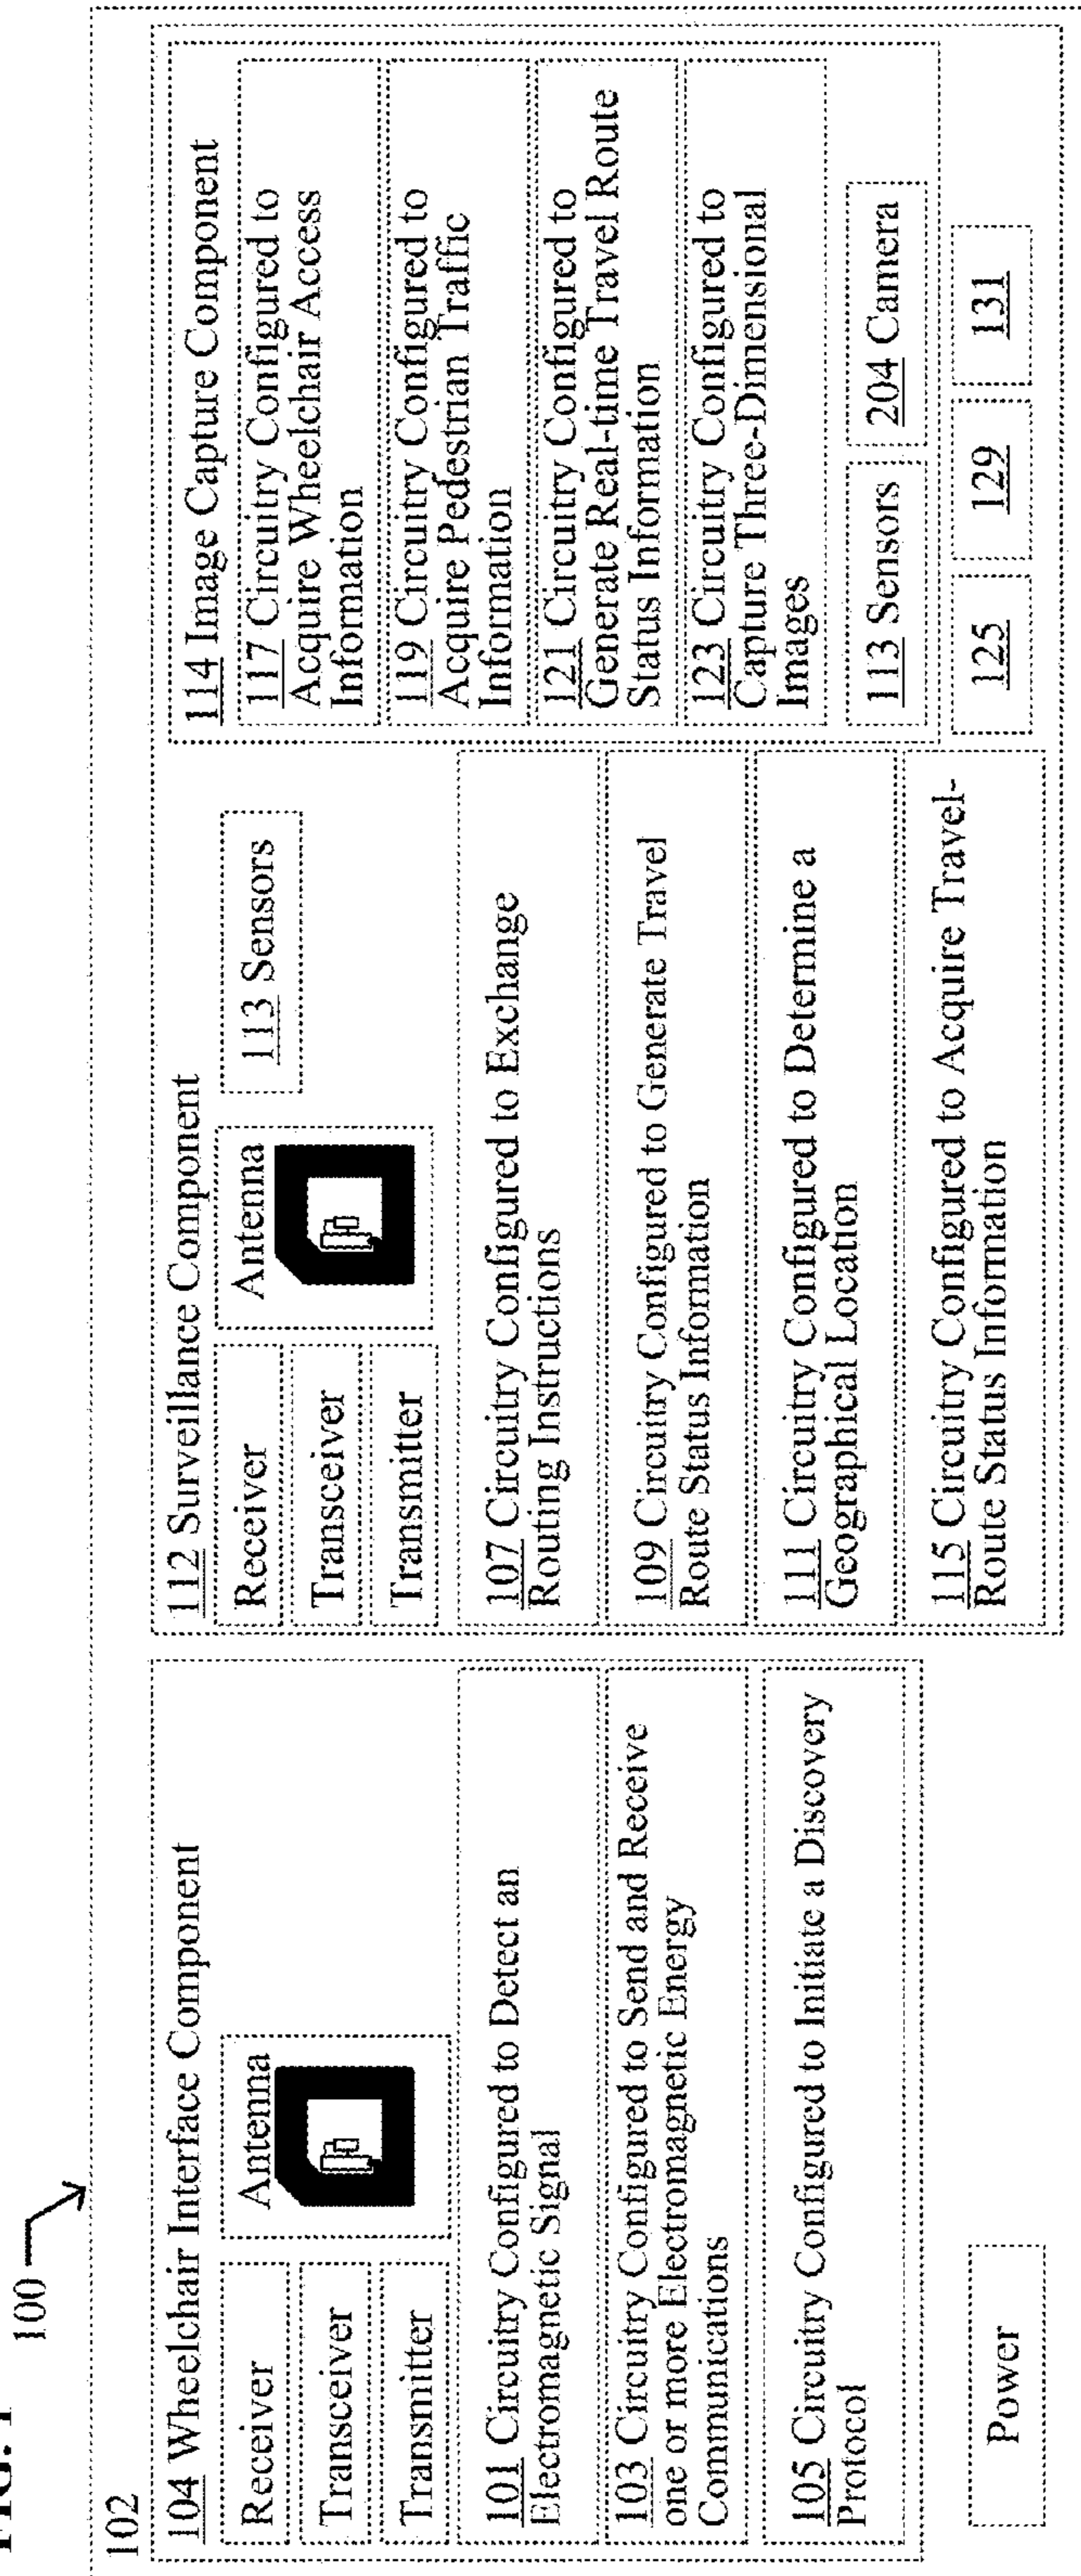 FIG. 1
100
102
104 Wheelchair Interface Component
Receiver
Transceiver
Transmitter
Antenna
101 Circuitry Configured to Detect an
Electromagnetic Signal
103 Circuitry Configured to Send and Receive
one or more Electromagnetic Energy
Communications
105 Circuitry Configured to Initiate a Discovery
Protocol
Power
112 Surveillance Component
Receiver
Transceiver
Transmitter
Antenna
113 Sensors
107 Circuitry Configured to Exchange
Routing Instructions
109 Circuitry Configured to Generate Travel
Route Status Information
111 Circuitry Configured to Determine a
Geographical Location
115 Circuitry Configured to Acquire Travel-
Route Status Information
114 Image Capture Component
117 Circuitry Configured to
Acquire Wheelchair Access
Information
119 Circuitry Configured to
Acquire Pedestrian Traffic
Information
121 Circuitry Configured to
Generate Real-time Travel Route
Status Information
123 Circuitry Configured to
Capture Three-Dimensional
Images
113 Sensors
204 Camera
125
129
131